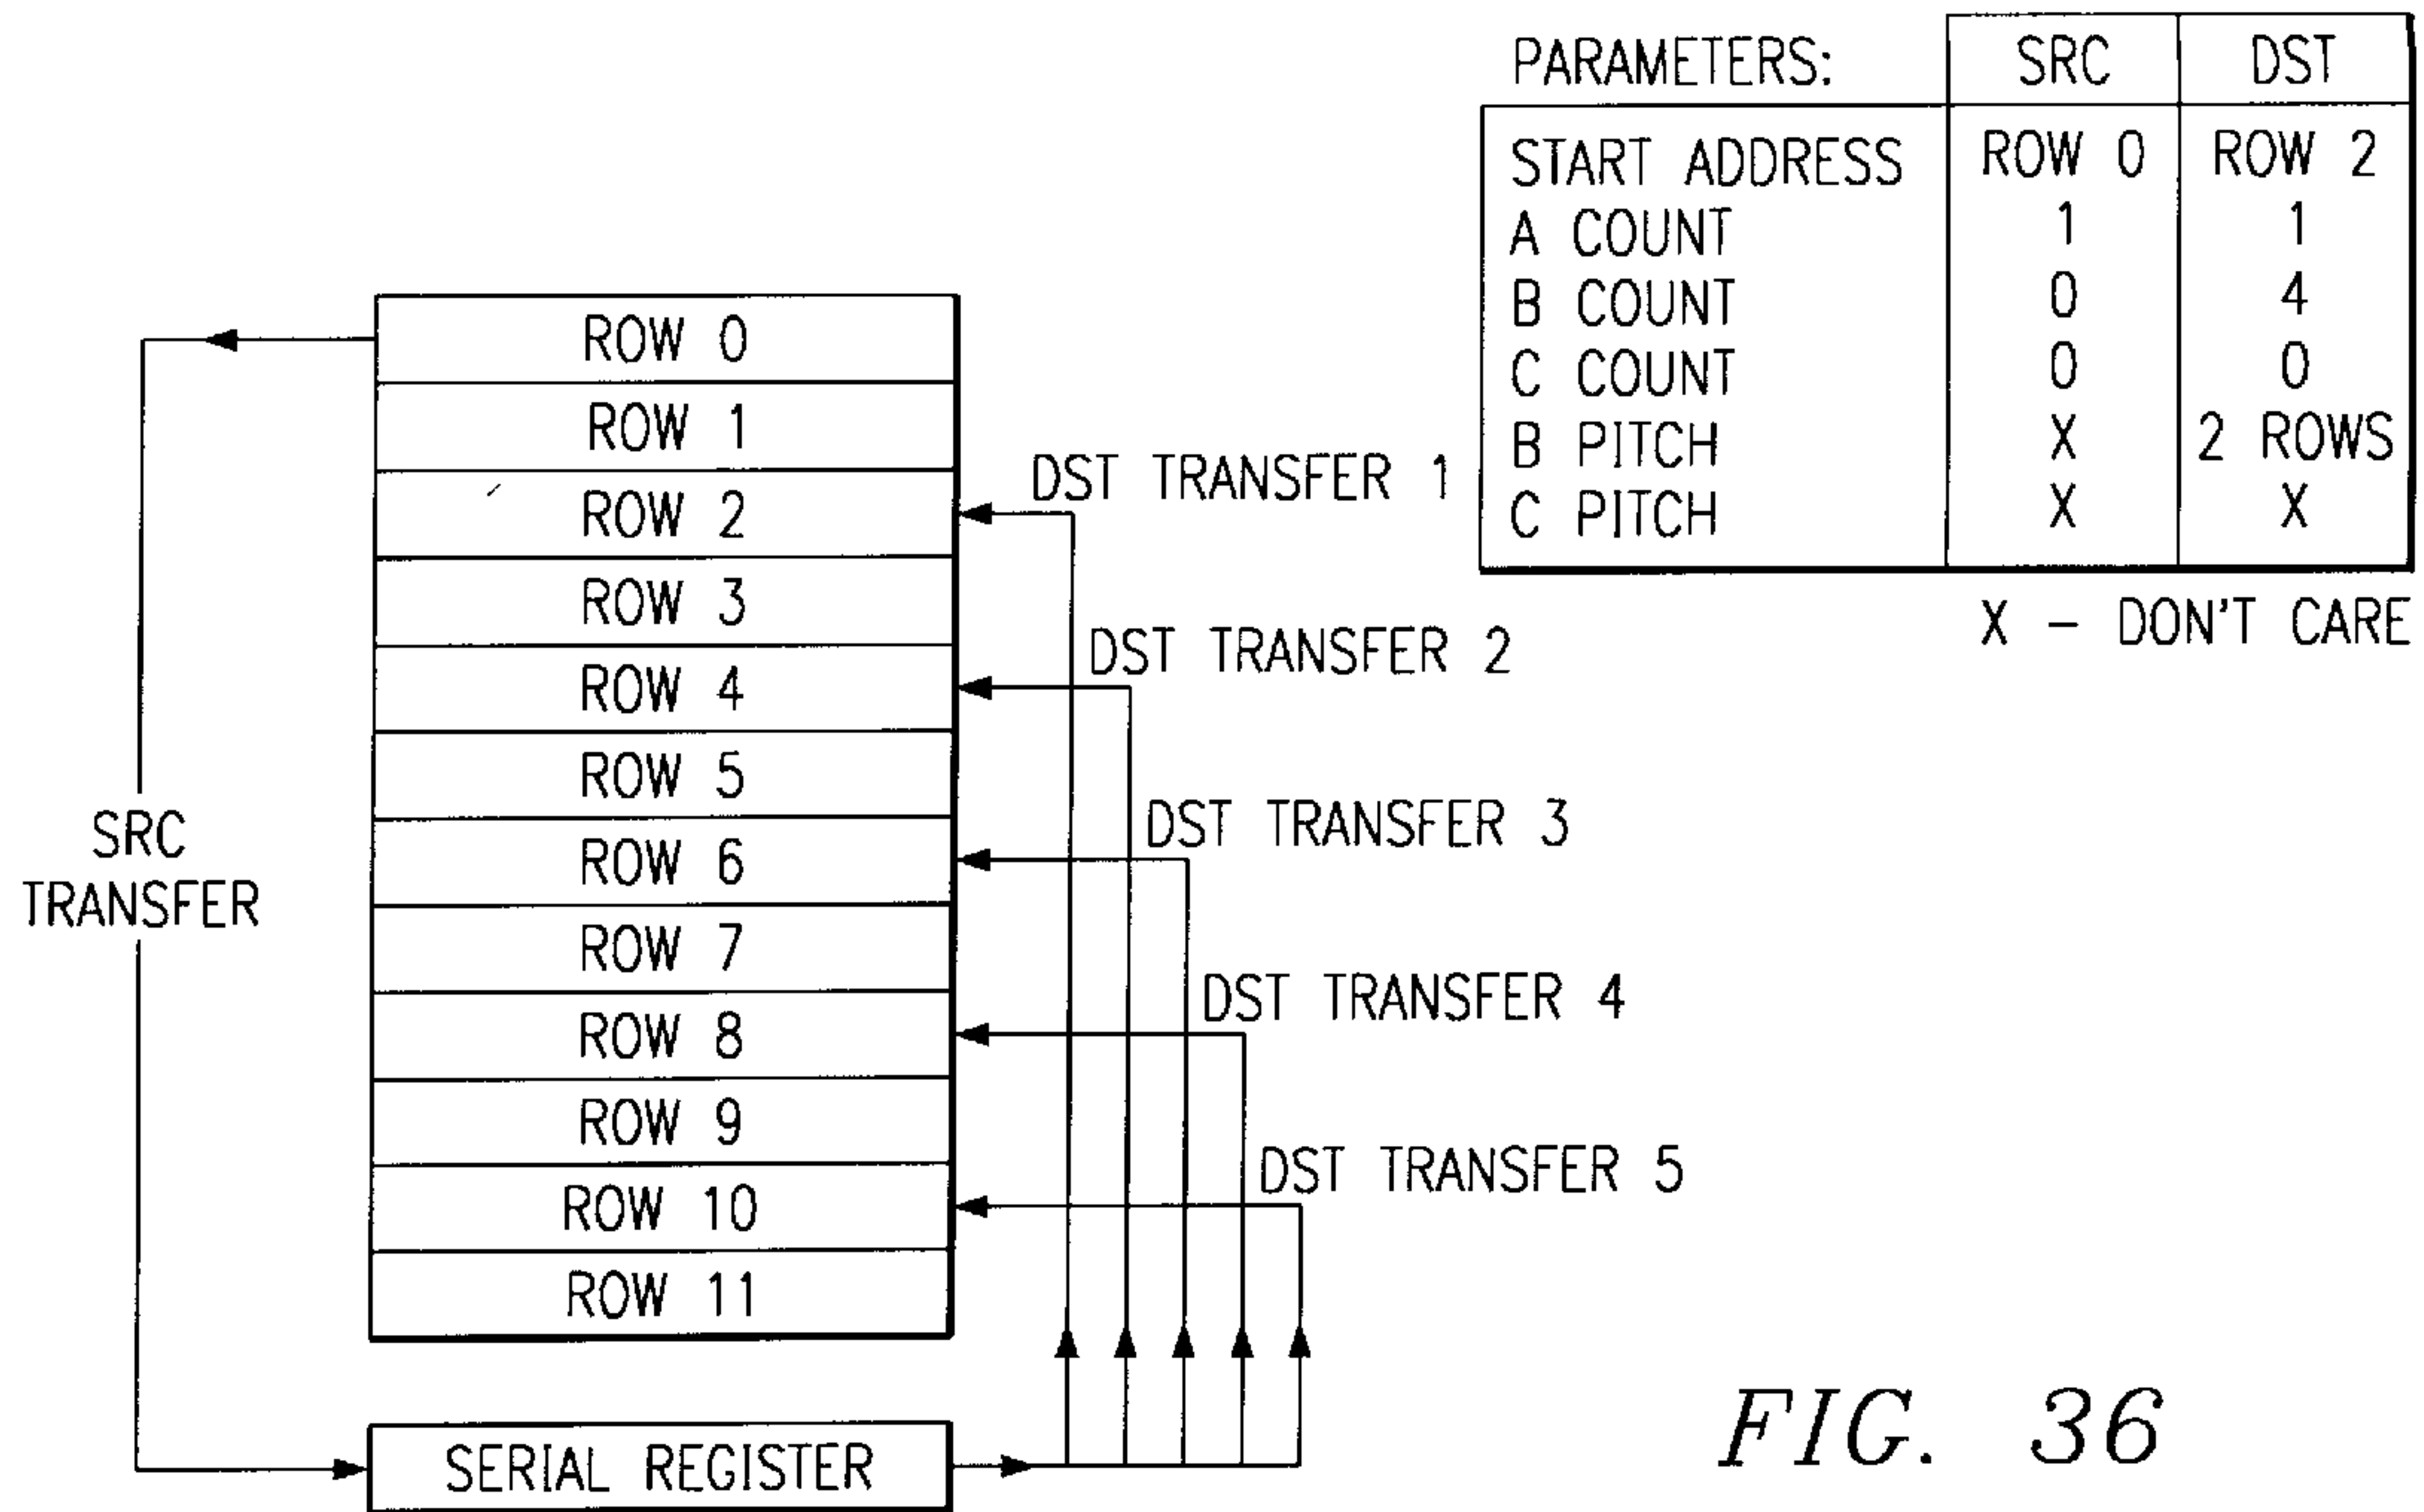 PARAMETERS: SRC DST
START ADDRESS ROW 0 ROW 2
A COUNT 1 1
B COUNT 0 4
C COUNT 0 0
B PITCH X 2 ROWS
C PITCH X X
X – DON'T CARE
ROW 0
ROW 1
ROW 2
ROW 3
ROW 4
ROW 5
ROW 6
ROW 7
ROW 8
ROW 9
ROW 10
ROW 11
SRC
TRANSFER
DST TRANSFER 1
DST TRANSFER 2
DST TRANSFER 3
DST TRANSFER 4
DST TRANSFER 5
SERIAL REGISTER
FIG. 36